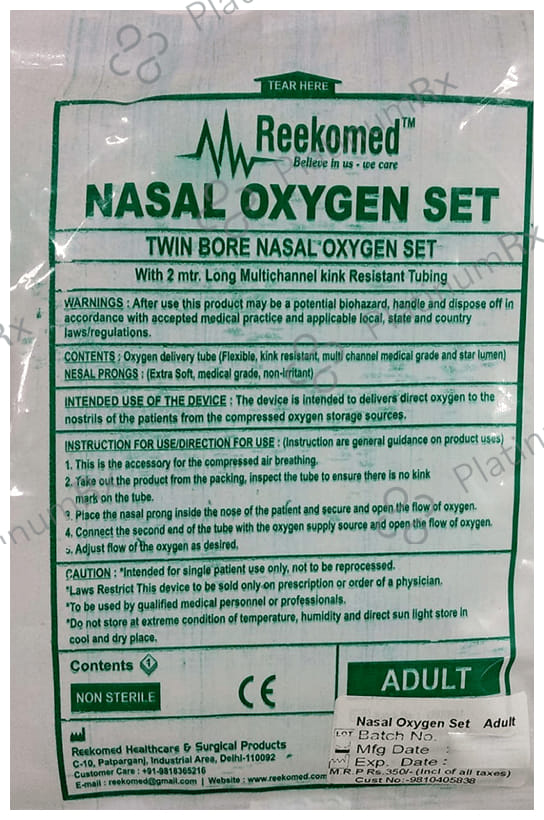 TEAR HERE
Reekomed™
Believe in us - we care
NASAL OXYGEN SET
TWIN BORE NASAL OXYGEN SET
With 2 mtr. Long Multichannel kink Resistant Tubing
WARNINGS : After use this product may be a potential biohazard, handle and dispose off in
accordance with accepted medical practice and applicable local, state and country
laws/regulations.
CONTENTS : Oxygen delivery tube (Flexible, kink resistant, multi channel medical grade and star lumen)
NESAL PRONGS : (Extra Soft, medical grade, non-irritant)
INTENDED USE OF THE DEVICE : The device is intended to delivers direct oxygen to the
nostrils of the patients from the compressed oxygen storage sources.
INSTRUCTION FOR USE/DIRECTION FOR USE : (Instruction are general guidance on product uses)
1. This is the accessory for the compressed air breathing.
2. Take out the product from the packing, inspect the tube to ensure there is no kink
mark on the tube.
3. Place the nasal prong inside the nose of the patient and secure and open the flow of oxygen.
4. Connect the second end of the tube with the oxygen supply source and open the flow of oxygen.
5. Adjust flow of the oxygen as desired.
CAUTION : *Intended for single patient use only, not to be reprocessed.
*Laws Restrict This device to be sold only on prescription or order of a physician.
*To be used by qualified medical personnel or professionals.
*Do not store at extreme condition of temperature, humidity and direct sun light store in
cool and dry place.
Contents 1
NON STERILE
CE
ADULT
Reekomed Healthcare & Surgical Products
C-10, Patparganj, Industrial Area, Delhi-110092
Customer Care : +91-9818365216
E-mail : reekomed@gmail.com | Website : www.reekomed.com
Nasal Oxygen Set Adult
LOT Batch No.
Mfg Date :
Exp. Date :
M.R.P Rs.350/- (Incl of all taxes)
Cust No:-9810405838
PlatinumRx
PlatinumRx
PlatinumRx